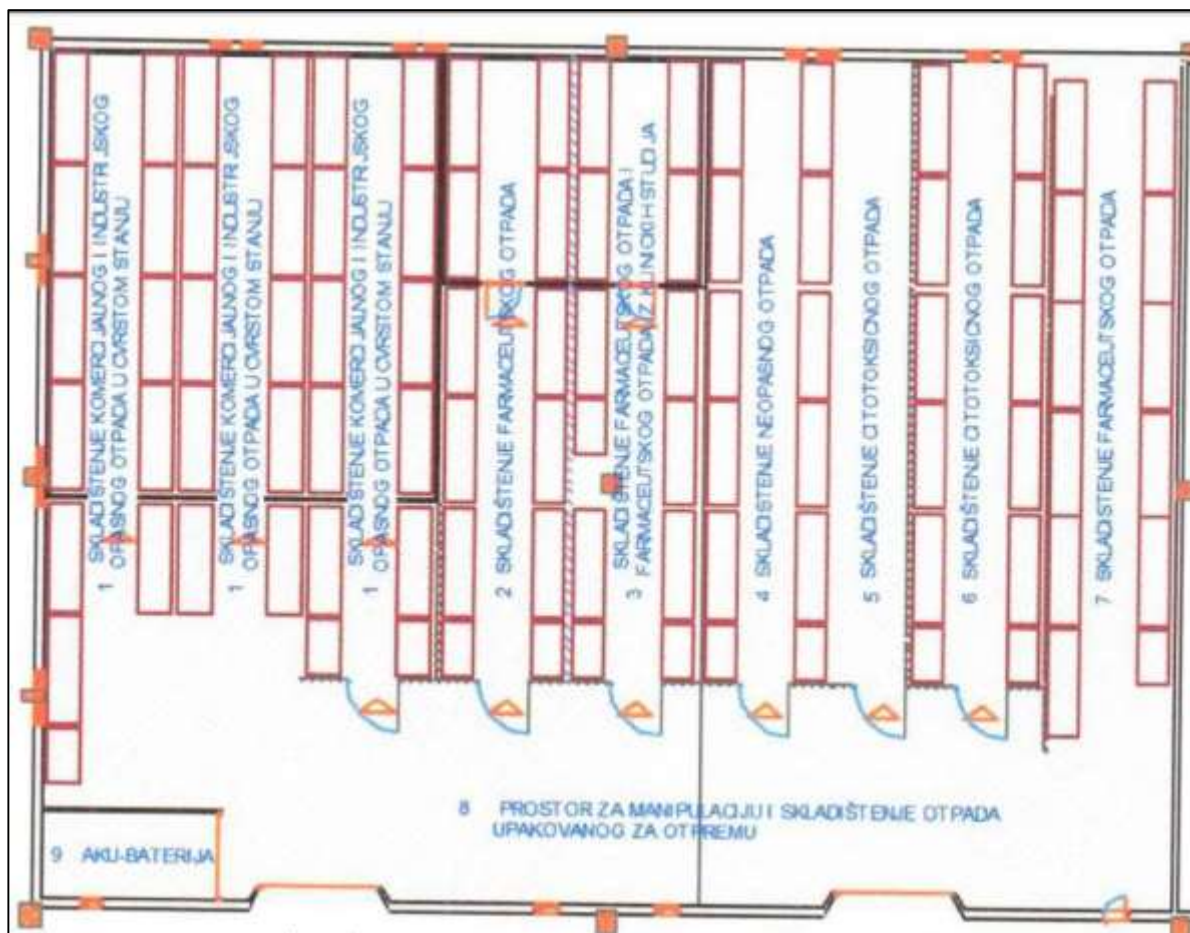 1 SKLADIŠTENJE KOMERCIJALNOG I INDUSTRIJSKOG
OPASNOG OTPADA U ČVRSTOM STANJU
1 SKLADIŠTENJE KOMERCIJALNOG I INDUSTRIJSKOG
OPASNOG OTPADA U ČVRSTOM STANJU
1 SKLADIŠTENJE KOMERCIJALNOG I INDUSTRIJSKOG
OPASNOG OTPADA U ČVRSTOM STANJU
2 SKLADIŠTENJE FARMACEUTSKOG OTPADA
3 SKLADIŠTENJE FARMACEUTSKOG OTPADA I
FARMACEUTSKOG OTPADA IZ KLINIČKIH STUDIJA
4 SKLADIŠTENJE NEOPASNOG OTPADA
5 SKLADIŠTENJE CITOTOKSIČNOG OTPADA
6 SKLADIŠTENJE CITOTOKSIČNOG OTPADA
7 SKLADIŠTENJE FARMACEUTSKOG OTPADA
8 PROSTOR ZA MANIPULACIJU I SKLADIŠTENJE OTPADA
UPAKOVANOG ZA OTPREMU
9 AKU-BATERIJA